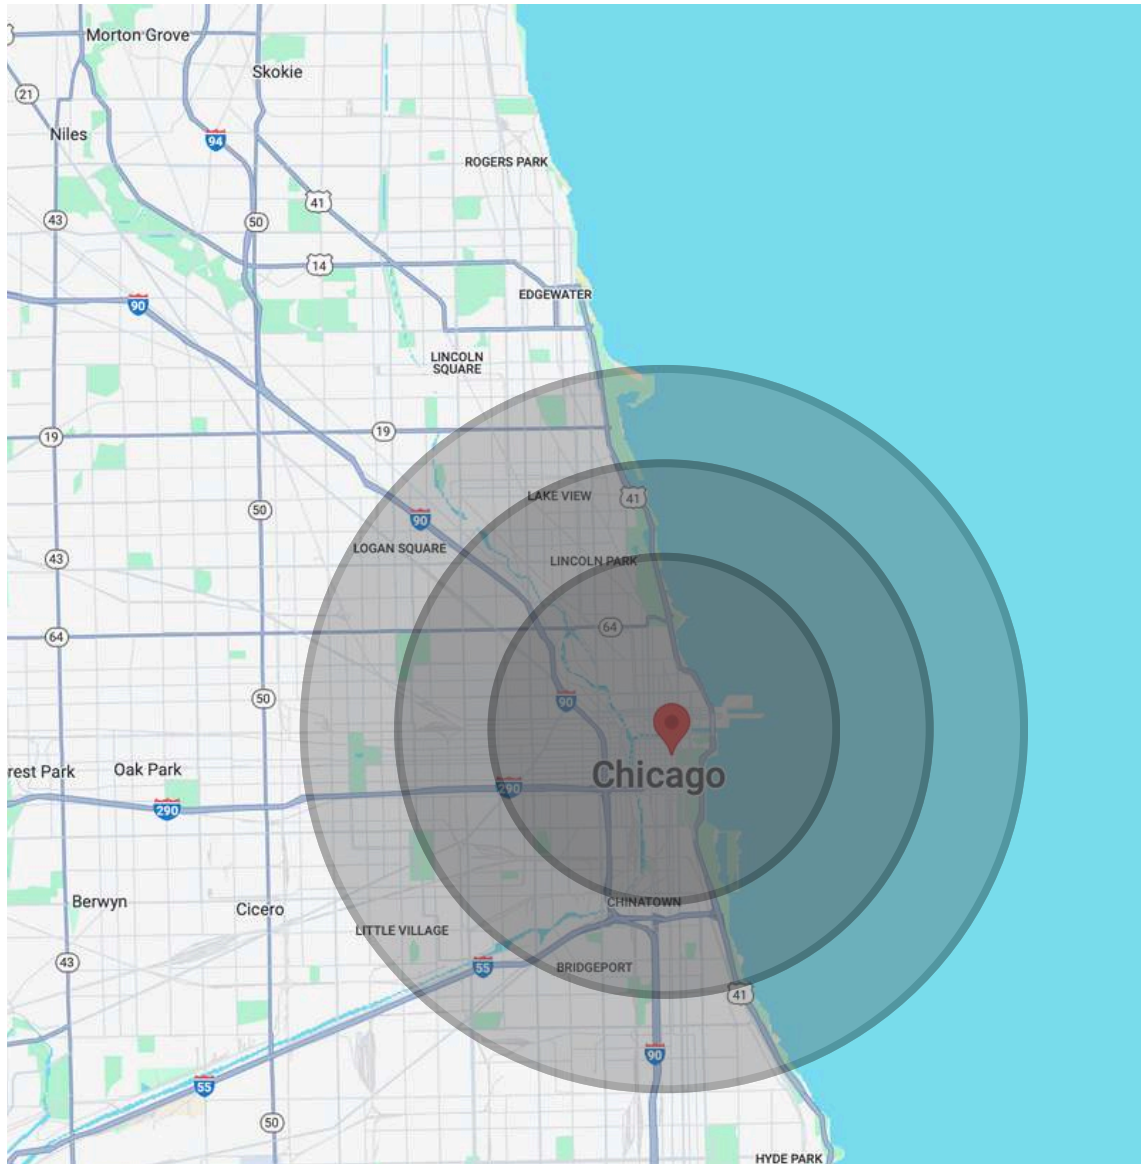 Morton Grove
Skokie
21
Niles
94
ROGERS PARK
41
43
50
14
90
EDGEWATER
LINCOLN
SQUARE
19
19
LAKE VIEW
41
50
90
LOGAN SQUARE
43
LINCOLN PARK
64
64
50
90
rest Park
Oak Park
Chicago
290
290
Berwyn
Cicero
CHINATOWN
LITTLE VILLAGE
43
55
BRIDGEPORT
41
90
55
50
HYDE PARK